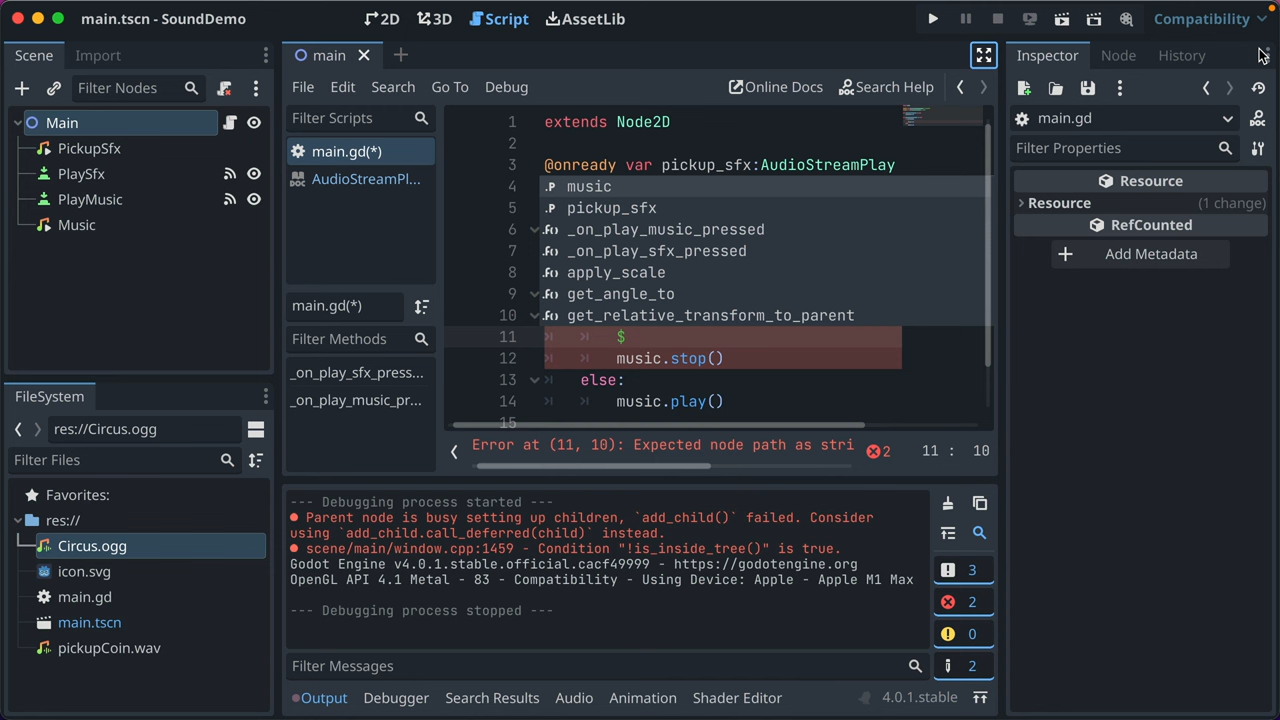 main.tscn - SoundDemo
2D 3D Script AssetLib
Compatibility
Scene Import
Filter Nodes
Main
PickupSfx
PlaySfx
PlayMusic
Music
FileSystem
res://Circus.ogg
Filter Files
Favorites:
res://
Circus.ogg
icon.svg
main.gd
main.tscn
pickupCoin.wav
main
File Edit Search Go To Debug
Online Docs Search Help
Filter Scripts
main.gd(*)
AudioStreamPl...
main.gd(*)
Filter Methods
_on_play_sfx_press...
_on_play_music_pr...
1 extends Node2D
2
3 @onready var pickup_sfx:AudioStreamPlay
4 .P music
5 .P pickup_sfx
6 _on_play_music_pressed
7 _on_play_sfx_pressed
8 apply_scale
9 get_angle_to
10 get_relative_transform_to_parent
11 $
12 music.stop()
13 else:
14 music.play()
15
Error at (11, 10): Expected node path as stri
2 11 : 10
--- Debugging process started ---
Parent node is busy setting up children, `add_child()` failed. Consider
using `add_child.call_deferred(child)` instead.
scene/main/window.cpp:1459 - Condition "!is_inside_tree()" is true.
Godot Engine v4.0.1.stable.official.cacf49999 - https://godotengine.org
OpenGL API 4.1 Metal - 83 - Compatibility - Using Device: Apple - Apple M1 Max
--- Debugging process stopped ---
3
2
0
2
Filter Messages
Output Debugger Search Results Audio Animation Shader Editor 4.0.1.stable
Inspector Node History
main.gd
Filter Properties
Resource
Resource (1 change)
RefCounted
Add Metadata